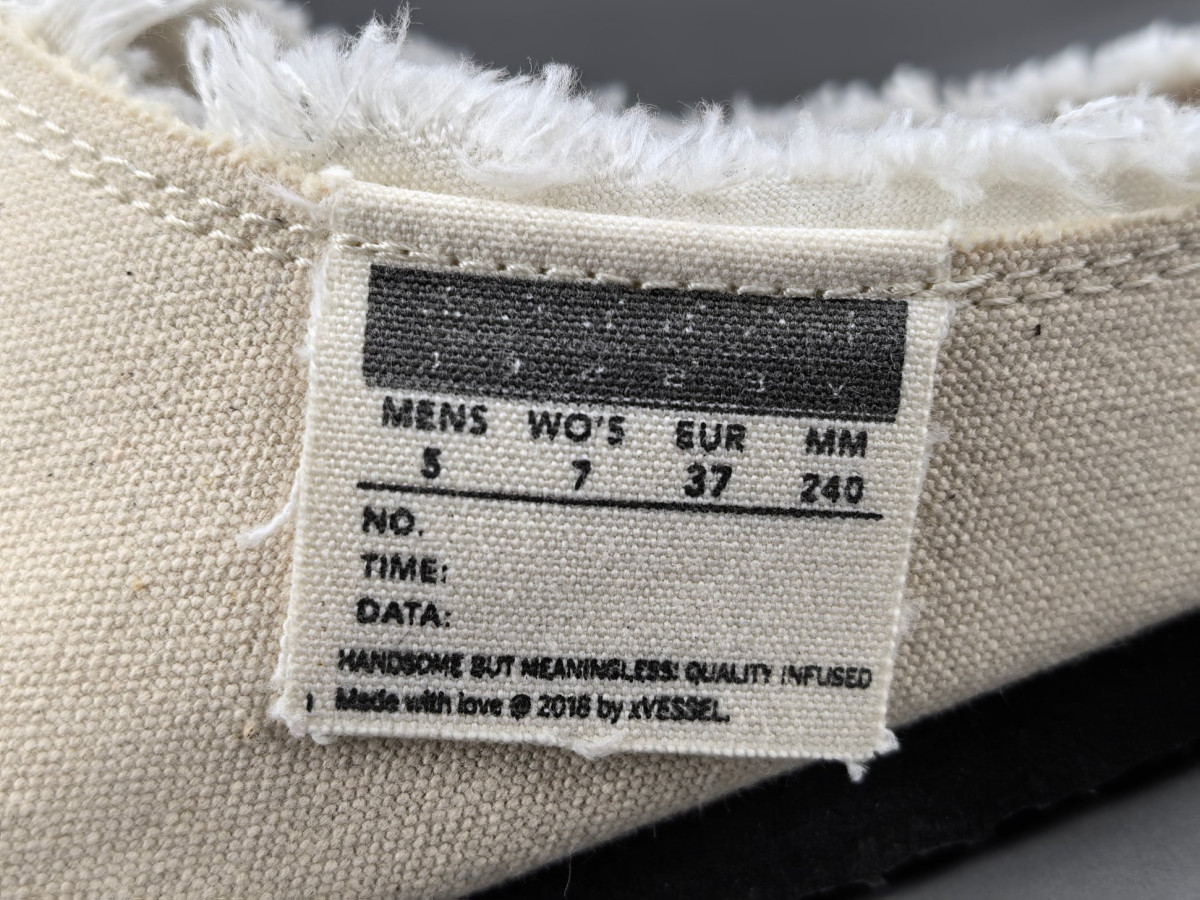 MENS WO'S EUR MM
5 7 37 240
NO.
TIME:
DATA:
HANDSOME BUT MEANINGLESS! QUALITY INFUSED
Made with love @ 2018 by xVESSEL.